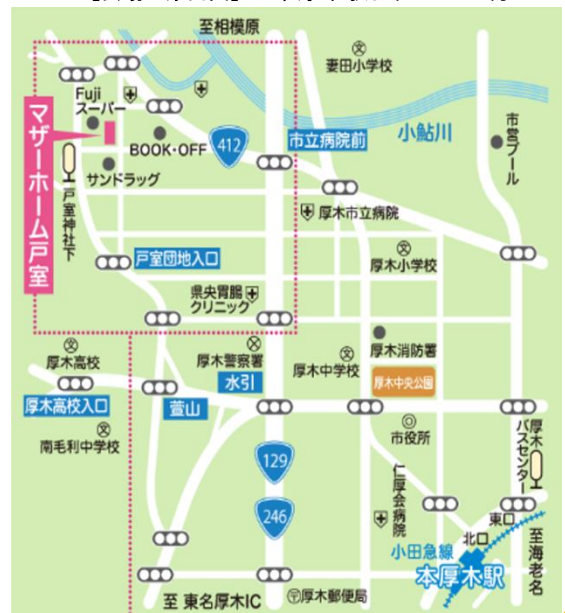 至相模原
妻田小学校
Fuji
スーパー
BOOK・OFF
サンドラッグ
マザーホーム戸室
戸室神社下
412
市立病院前
小鮎川
市営プール
厚木市立病院
戸室団地入口
厚木小学校
県央胃腸
クリニック
厚木高校
厚木警察署
厚木中学校
厚木消防署
厚木高校入口
萱山
水引
厚木中央公園
南毛利中学校
市役所
厚木
バスセンター
129
仁厚会病院
246
東口
北口
小田急線
本厚木駅
至海老名
至 東名厚木IC
厚木郵便局